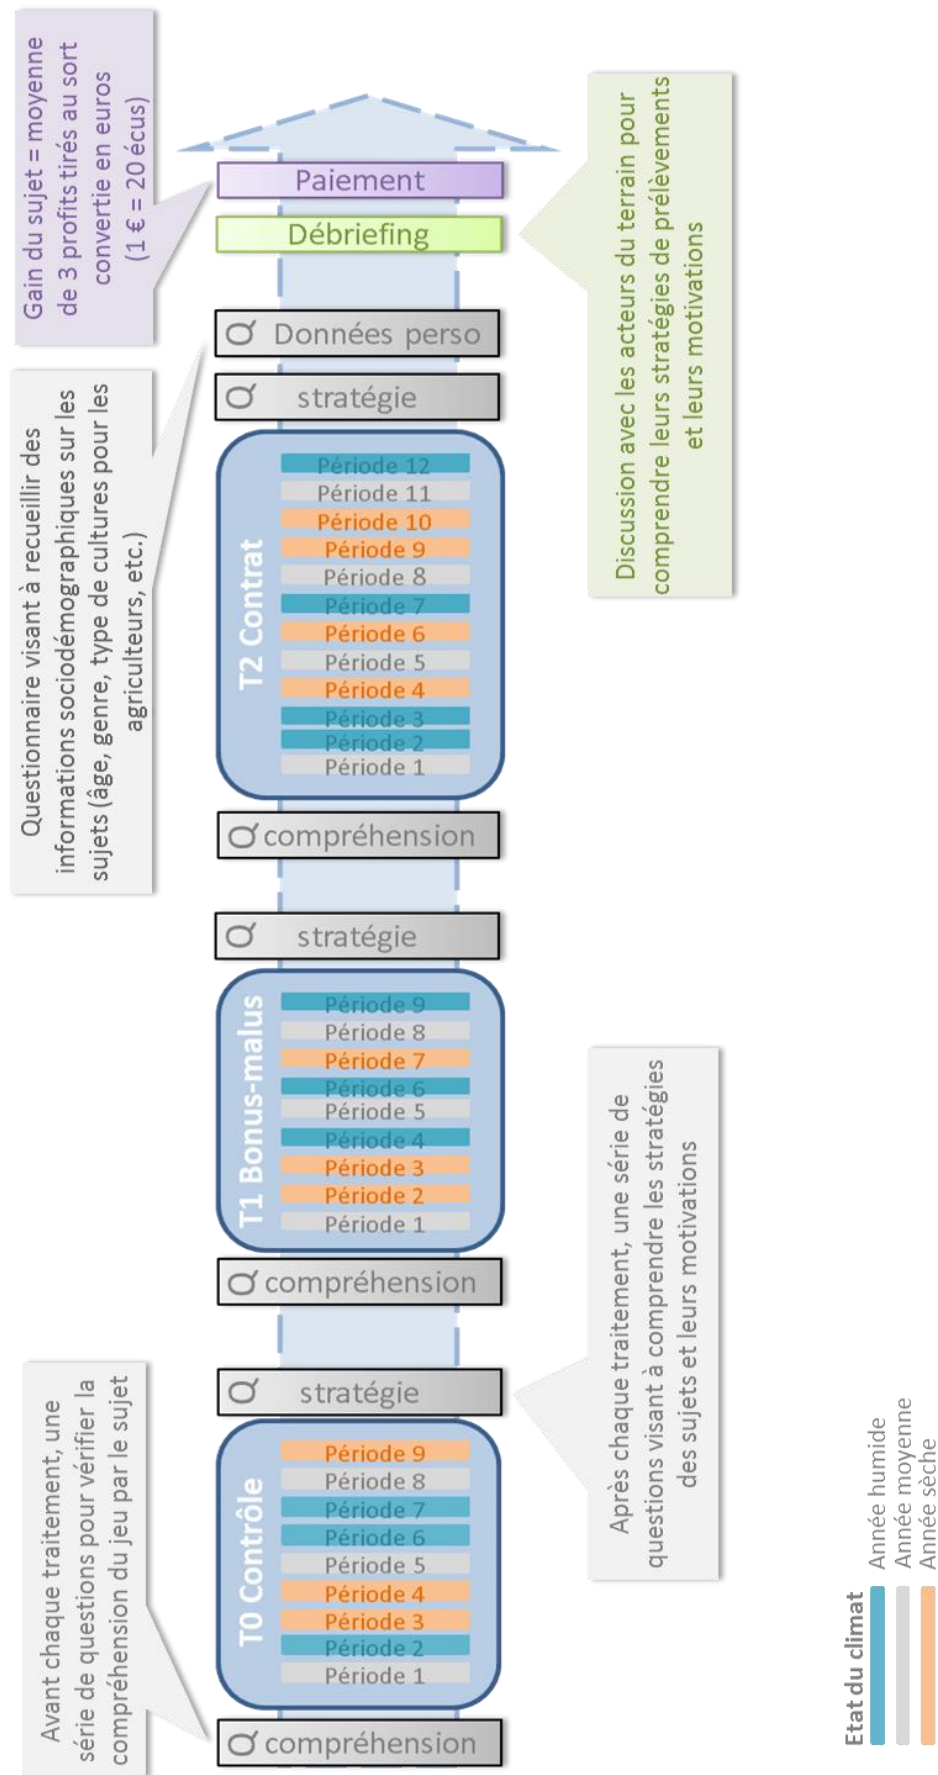 Avant chaque traitement, une
série de questions pour vérifier la
compréhension du jeu par le sujet
Questionnaire visant à recueillir des
informations sociodémographiques sur les
sujets (âge, genre, type de cultures pour les
agriculteurs, etc.)
Gain du sujet = moyenne
de 3 profits tirés au sort
convertie en euros
(1 € = 20 écus)
Q compréhension
T0 Contrôle
Période 1
Période 2
Période 3
Période 4
Période 5
Période 6
Période 7
Période 8
Période 9
Q stratégie
Q compréhension
T1 Bonus-malus
Période 1
Période 2
Période 3
Période 4
Période 5
Période 6
Période 7
Période 8
Période 9
Q stratégie
Q compréhension
T2 Contrat
Période 1
Période 2
Période 3
Période 4
Période 5
Période 6
Période 7
Période 8
Période 9
Période 10
Période 11
Période 12
Q stratégie
Q Données perso
Débriefing
Paiement
Après chaque traitement, une série de
questions visant à comprendre les stratégies
des sujets et leurs motivations
Discussion avec les acteurs du terrain pour
comprendre leurs stratégies de prélèvements
et leurs motivations
Etat du climat
Année humide
Année moyenne
Année sèche